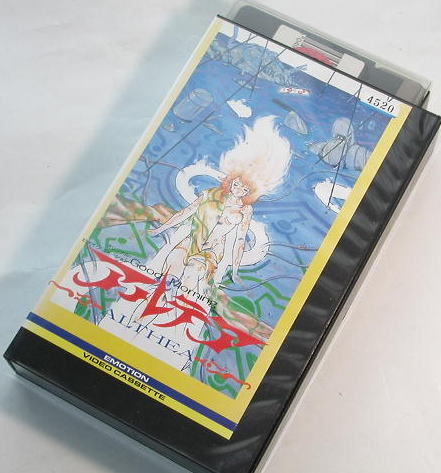 4520
Good Morning
アルテア
ALTHEA
EMOTION
VIDEO CASSETTE